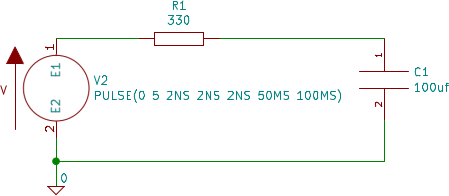 R1
330
1
E1
V
V2
PULSE(0 5 2NS 2NS 2NS 50MS 100MS)
E2
2
1
C1
100uf
2
0